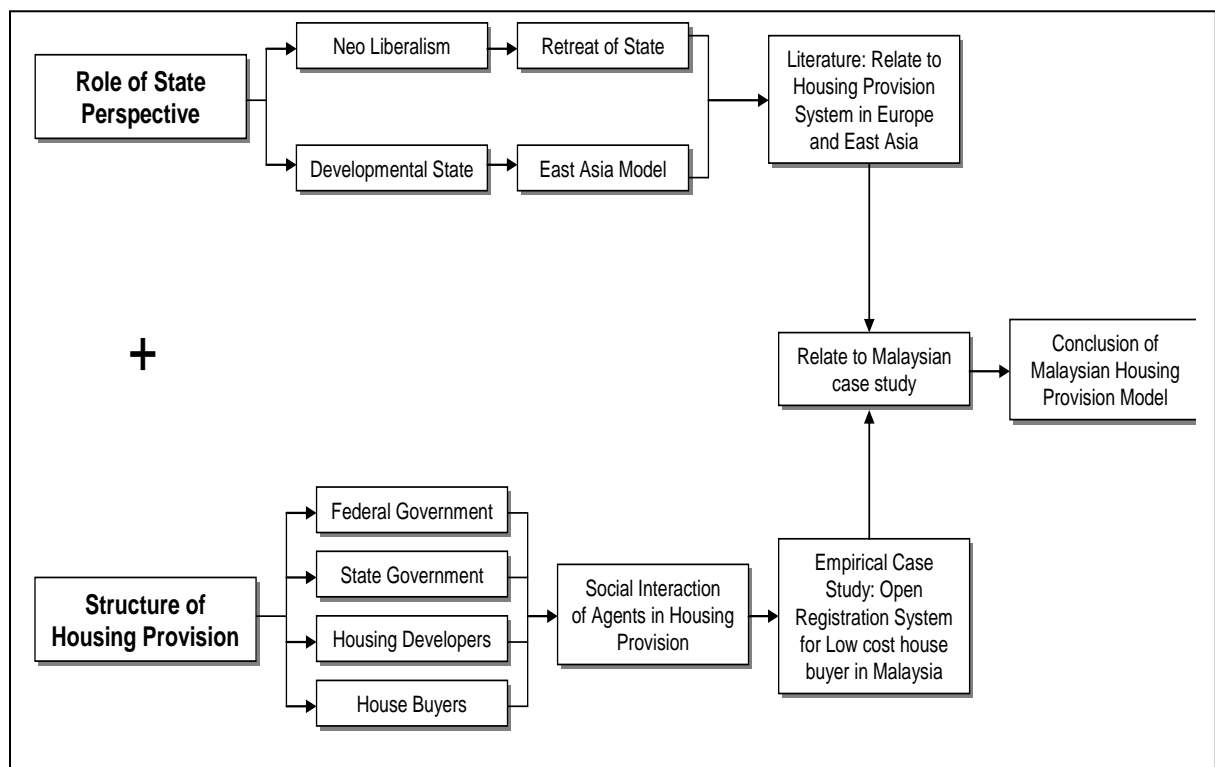 Role of State
Perspective
Neo Liberalism
Retreat of State
Developmental State
East Asia Model
Literature: Relate to
Housing Provision
System in Europe
and East Asia
+
Relate to Malaysian
case study
Conclusion of
Malaysian Housing
Provision Model
Structure of
Housing Provision
Federal Government
State Government
Housing Developers
House Buyers
Social Interaction
of Agents in Housing
Provision
Empirical Case
Study: Open
Registration System
for Low cost house
buyer in Malaysia